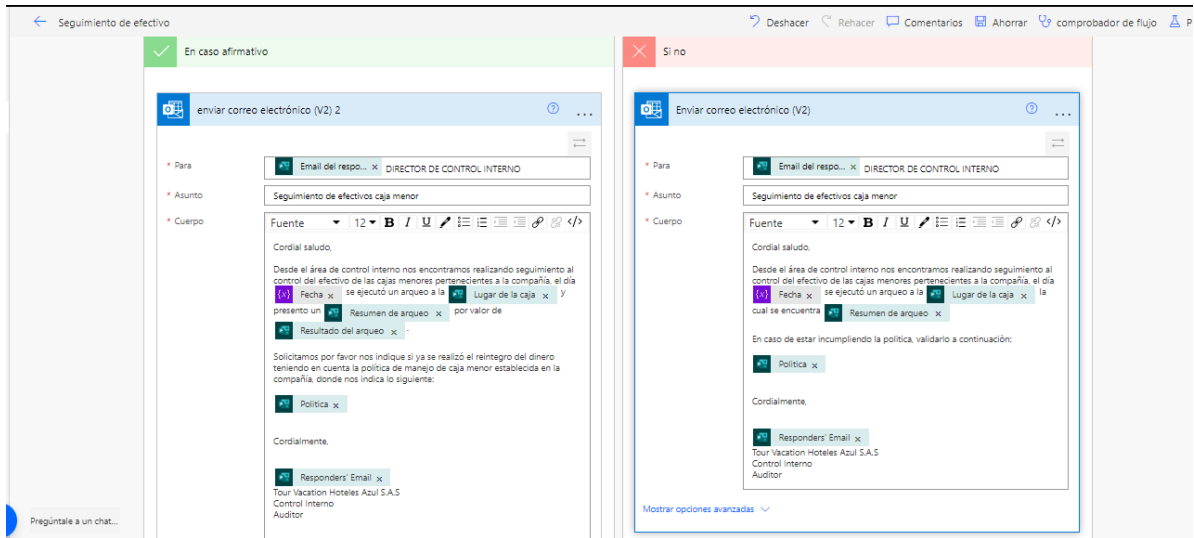 Seguimiento de efectivo
Deshacer Rehacer Comentarios Ahorrar comprobador de flujo P
En caso afirmativo
enviar correo electrónico (V2) 2
* Para
Email del respo... x DIRECTOR DE CONTROL INTERNO
* Asunto
Seguimiento de efectivos caja menor
* Cuerpo
Fuente 12 B I U </>
Cordial saludo,
Desde el área de control interno nos encontramos realizando seguimiento al
control del efectivo de las cajas menores pertenecientes a la compañía, el día
{x} Fecha x se ejecutó un arqueo a la Lugar de la caja x y
presento un Resumen de arqueo x por valor de
Resultado del arqueo x .
Solicitamos por favor nos indique si ya se realizó el reintegro del dinero
teniendo en cuenta la política de manejo de caja menor establecida en la
compañía, donde nos indica lo siguiente:
Politica x
Cordialmente,
Responders' Email x
Tour Vacation Hoteles Azul S.A.S
Control Interno
Auditor
Si no
Enviar correo electrónico (V2)
* Para
Email del respo... x DIRECTOR DE CONTROL INTERNO
* Asunto
Seguimiento de efectivos caja menor
* Cuerpo
Fuente 12 B I U </>
Cordial saludo,
Desde el área de control interno nos encontramos realizando seguimiento al
control del efectivo de las cajas menores pertenecientes a la compañía, el día
{x} Fecha x se ejecutó un arqueo a la Lugar de la caja x la
cual se encuentra Resumen de arqueo x
En caso de estar incumpliendo la politica, validarlo a continuación:
Politica x
Cordialmente,
Responders' Email x
Tour Vacation Hoteles Azul S.A.S
Control Interno
Auditor
Mostrar opciones avanzadas
Pregúntale a un chat...